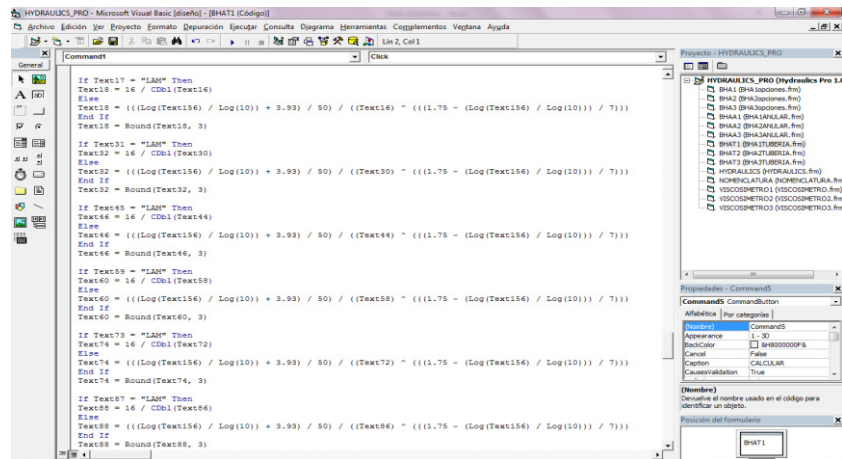 HYDRAULICS_PRO - Microsoft Visual Basic [diseño] - [BHAT1 (Código)]
Archivo Edición Ver Proyecto Formato Depuración Ejecutar Consulta Diagrama Herramientas Complementos Ventana Ayuda
Lín 2, Col 1
General
Command1
Click
If Text17 = "LAM" Then
Text18 = 16 / CDbl(Text16)
Else
Text18 = (((Log(Text156) / Log(10)) + 3.93) / 50) / ((Text16) ^ (((1.75 - (Log(Text156) / Log(10))) / 7)))
End If
Text18 = Round(Text18, 3)
If Text31 = "LAM" Then
Text32 = 16 / CDbl(Text30)
Else
Text32 = (((Log(Text156) / Log(10)) + 3.93) / 50) / ((Text30) ^ (((1.75 - (Log(Text156) / Log(10))) / 7)))
End If
Text32 = Round(Text32, 3)
If Text45 = "LAM" Then
Text46 = 16 / CDbl(Text44)
Else
Text46 = (((Log(Text156) / Log(10)) + 3.93) / 50) / ((Text44) ^ (((1.75 - (Log(Text156) / Log(10))) / 7)))
End If
Text46 = Round(Text46, 3)
If Text59 = "LAM" Then
Text60 = 16 / CDbl(Text58)
Else
Text60 = (((Log(Text156) / Log(10)) + 3.93) / 50) / ((Text58) ^ (((1.75 - (Log(Text156) / Log(10))) / 7)))
End If
Text60 = Round(Text60, 3)
If Text73 = "LAM" Then
Text74 = 16 / CDbl(Text72)
Else
Text74 = (((Log(Text156) / Log(10)) + 3.93) / 50) / ((Text72) ^ (((1.75 - (Log(Text156) / Log(10))) / 7)))
End If
Text74 = Round(Text74, 3)
If Text87 = "LAM" Then
Text88 = 16 / CDbl(Text86)
Else
Text88 = (((Log(Text156) / Log(10)) + 3.93) / 50) / ((Text86) ^ (((1.75 - (Log(Text156) / Log(10))) / 7)))
End If
Text88 = Round(Text88, 3)
Proyecto - HYDRAULICS_PRO
HYDRAULICS_PRO (Hydraulics Pro 1.0
BHA1 (BHA1opciones.frm)
BHA2 (BHA2opciones.frm)
BHA3 (BHA3opciones.frm)
BHAA1 (BHA1ANULAR.frm)
BHAA2 (BHA2ANULAR.frm)
BHAA3 (BHA3ANULAR.frm)
BHAT1 (BHA1TUBERIA.frm)
BHAT2 (BHA2TUBERIA.frm)
BHAT3 (BHA3TUBERIA.frm)
HYDRAULICS (HYDRAULICS.frm)
NOMENCLATURA (NOMENCLATURA.frm
VISCOSIMETRO1 (VISCOSIMETRO.frm)
VISCOSIMETRO2 (VISCOSIMETRO2.frm)
VISCOSIMETRO3 (VISCOSIMETRO3.frm)
Propiedades - Command5
Command5 CommandButton
Alfabética Por categorías
(Nombre) Command5
Appearance 1 - 3D
BackColor &H8000000F&
Cancel False
Caption CALCULAR
CausesValidation True
(Nombre)
Devuelve el nombre usado en el código para
identificar un objeto.
Posición del formulario
BHAT1